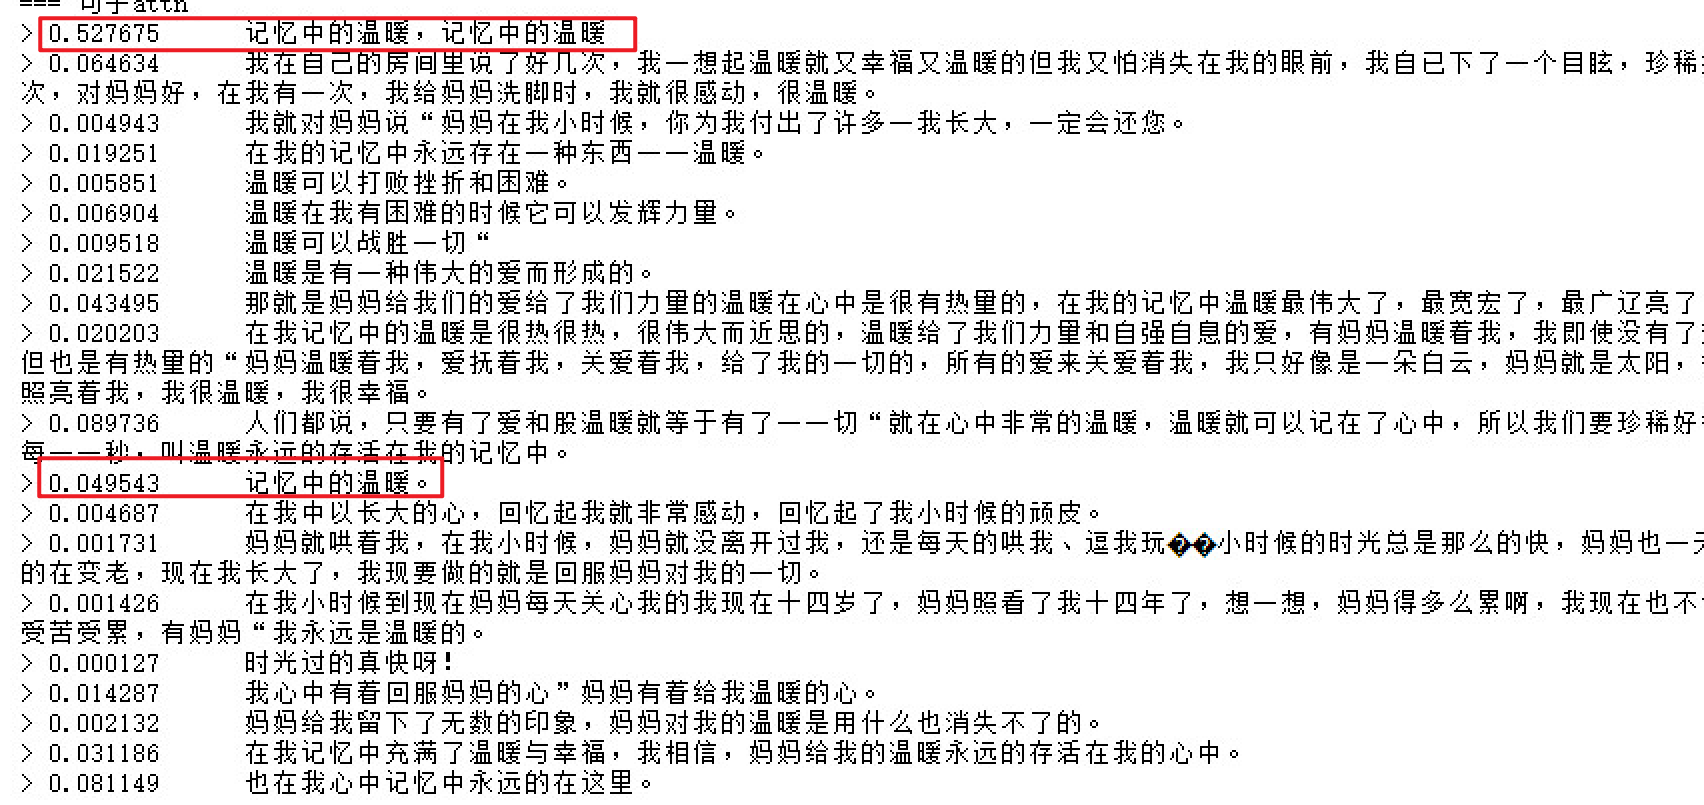 === 句子attn
> 0.527675 记忆中的温暖，记忆中的温暖
> 0.064634 我在自己的房间里说了好几次，我一想起温暖就又幸福又温暖的但我又怕消失在我的眼前，我自已下了一个目眩，珍稀
次，对妈妈好，在我有一次，我给妈妈洗脚时，我就很感动，很温暖。
> 0.004943 我就对妈妈说“妈妈在我小时候，你为我付出了许多一我长大，一定会还您。
> 0.019251 在我的记忆中永远存在一种东西——温暖。
> 0.005851 温暖可以打败挫折和困难。
> 0.006904 温暖在我有困难的时候它可以发辉力量。
> 0.009518 温暖可以战胜一切“
> 0.021522 温暖是有一种伟大的爱而形成的。
> 0.043495 那就是妈妈给我们的爱给了我们力量的温暖在心中是很有热量的，在我的记忆中温暖最伟大了，最宽宏了，最广辽亮了
> 0.020203 在我记忆中的温暖是很热很热，很伟大而近思的，温暖给了我们力量和自强自息的爱，有妈妈温暖着我，我即使没有了
但也是有热量的“妈妈温暖着我，爱抚着我，关爱着我，给了我的一切的，所有的爱来关爱着我，我只好像是一朵白云，妈妈就是太阳，
照亮着我，我很温暖，我很幸福。
> 0.089736 人们都说，只要有了爱和股温暖就等于有了一一切“就在心中非常的温暖，温暖就可以记在了心中，所以我们要珍稀好
每一一秒，叫温暖永远的存活在我的记忆中。
> 0.049543 记忆中的温暖。
> 0.004687 在我中以长大的心，回忆起我就非常感动，回忆起了我小时候的顽皮。
> 0.001731 妈妈就哄着我，在我小时候，妈妈就没离开过我，还是每天的哄我、逗我玩��小时候的时光总是那么的快，妈妈也一天
的在变老，现在我长大了，我现要做的就是回服妈妈对我的一切。
> 0.001426 在我小时候到现在妈妈每天关心我的我现在十四岁了，妈妈照看了我十四年了，想一想，妈妈得多么累啊，我现在也不
受苦受累，有妈妈“我永远是温暖的。
> 0.000127 时光过的真快呀！
> 0.014287 我心中有着回服妈妈的心”妈妈有着给我温暖的心。
> 0.002132 妈妈给我留下了无数的印象，妈妈对我的温暖是用什么也消失不了的。
> 0.031186 在我记忆中充满了温暖与幸福，我相信，妈妈给我的温暖永远的存活在我的心中。
> 0.081149 也在我心中记忆中永远的在这里。